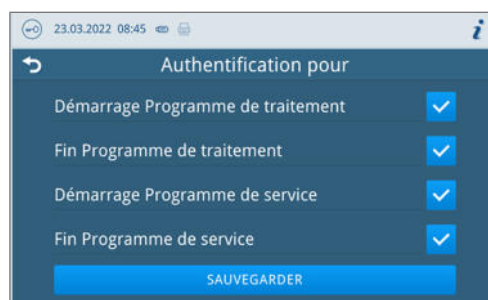 23.03.2022 08:45
i
Authentification pour
Démarrage Programme de traitement
Fin Programme de traitement
Démarrage Programme de service
Fin Programme de service
SAUVEGARDER